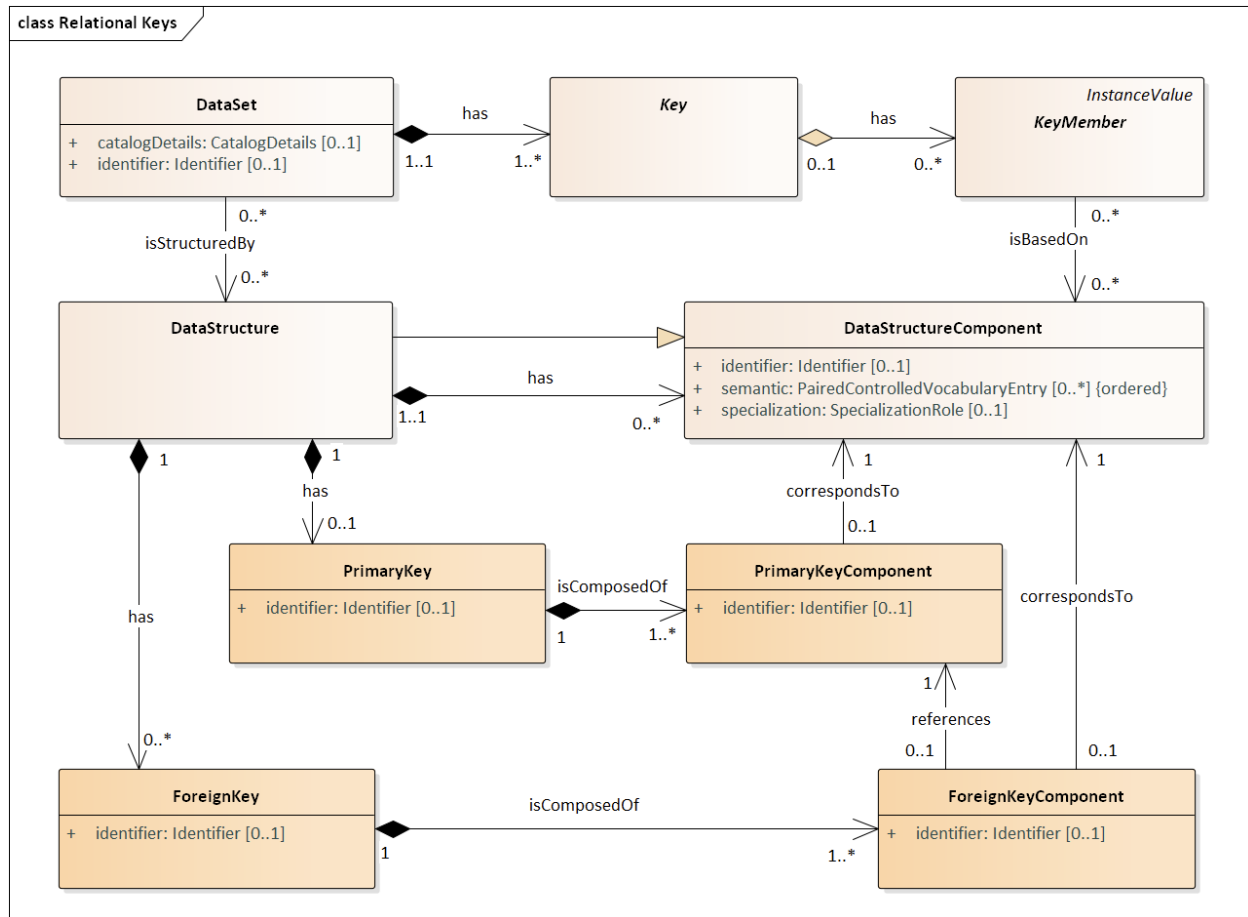 class Relational Keys
DataSet
+ catalogDetails: CatalogDetails [0..1]
+ identifier: Identifier [0..1]
has
1..1
1..*
Key
has
0..1
0..*
InstanceValue
KeyMember
0..*
isStructuredBy
0..*
0..*
isBasedOn
0..*
DataStructure
DataStructureComponent
+ identifier: Identifier [0..1]
+ semantic: PairedControlledVocabularyEntry [0..*] {ordered}
+ specialization: SpecializationRole [0..1]
has
1..1
0..*
1
1
has
0..1
1
correspondsTo
0..1
1
PrimaryKey
+ identifier: Identifier [0..1]
isComposedOf
1
1..*
PrimaryKeyComponent
+ identifier: Identifier [0..1]
correspondsTo
has
1
references
0..1
0..1
0..*
ForeignKey
+ identifier: Identifier [0..1]
isComposedOf
1
1..*
ForeignKeyComponent
+ identifier: Identifier [0..1]